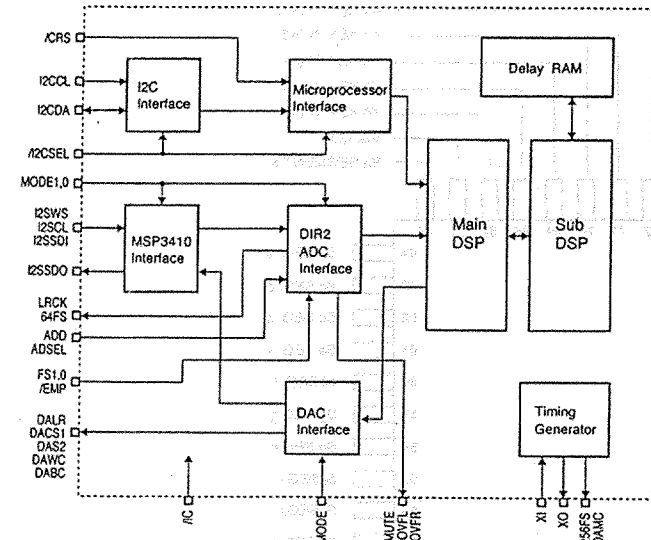 /CRS
I2CCL
I2CDA
/I2CSEL
MODE1,0
I2SWS
I2SCL
I2SSDI
I2SSDO
LRCK
64FS
ADD
ADSEL
FS1,0
/EMP
DALR
DACS1
DAS2
DAWC
DABC
I2C
Interface
Microprocessor
Interface
Delay RAM
MSP3410
Interface
DIR2
ADC
Interface
Main
DSP
Sub
DSP
DAC
Interface
Timing
Generator
/IC
MODE
MUTE
OVFL
OVFR
XI
XO
256FS
DAMC